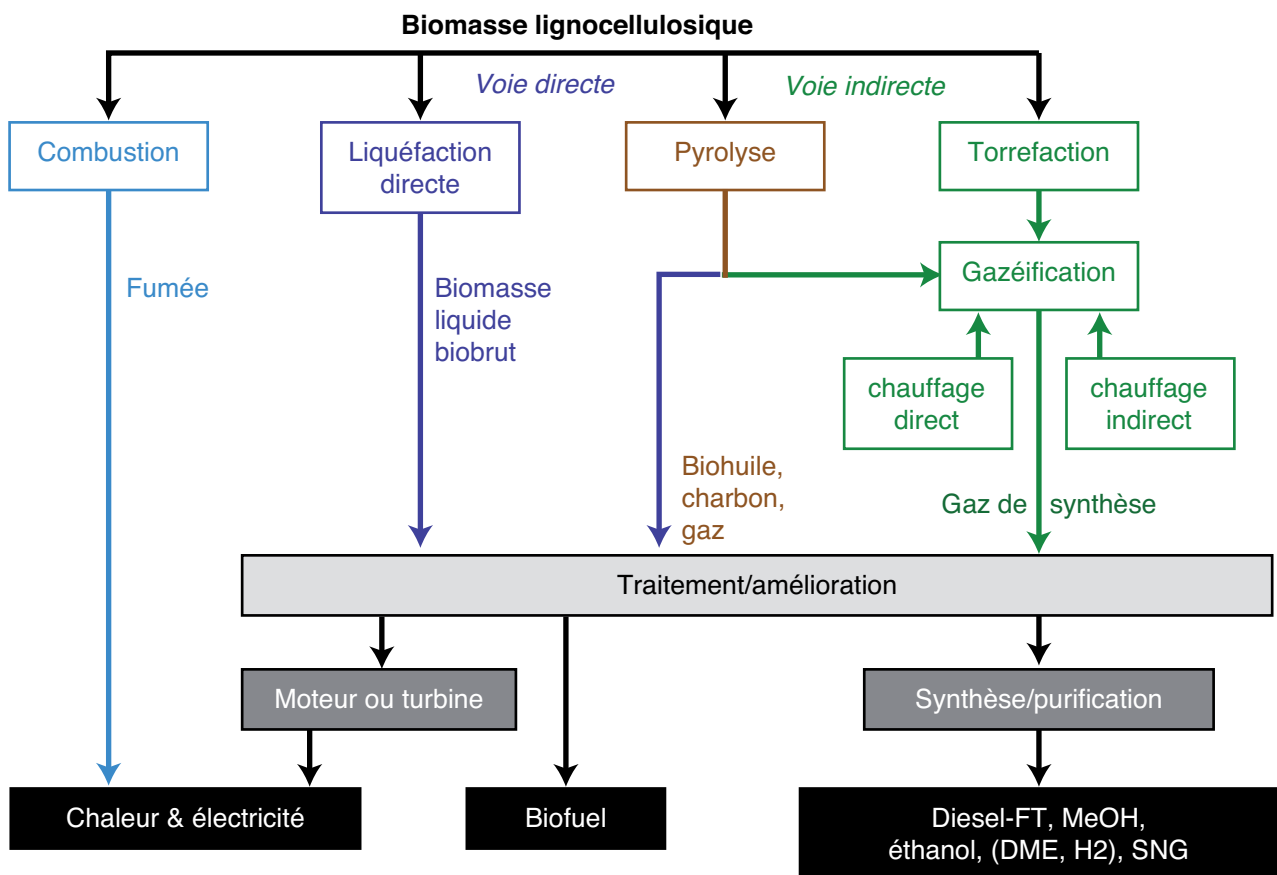 Biomasse lignocellulosique
Voie directe
Voie indirecte
Combustion
Liquéfaction
directe
Pyrolyse
Torrefaction
Gazéification
Fumée
Biomasse
liquide
biobrut
chauffage
direct
chauffage
indirect
Biohuile,
charbon,
gaz
Gaz de synthèse
Traitement/amélioration
Moteur ou turbine
Synthèse/purification
Chaleur & électricité
Biofuel
Diesel-FT, MeOH,
éthanol, (DME, H2), SNG